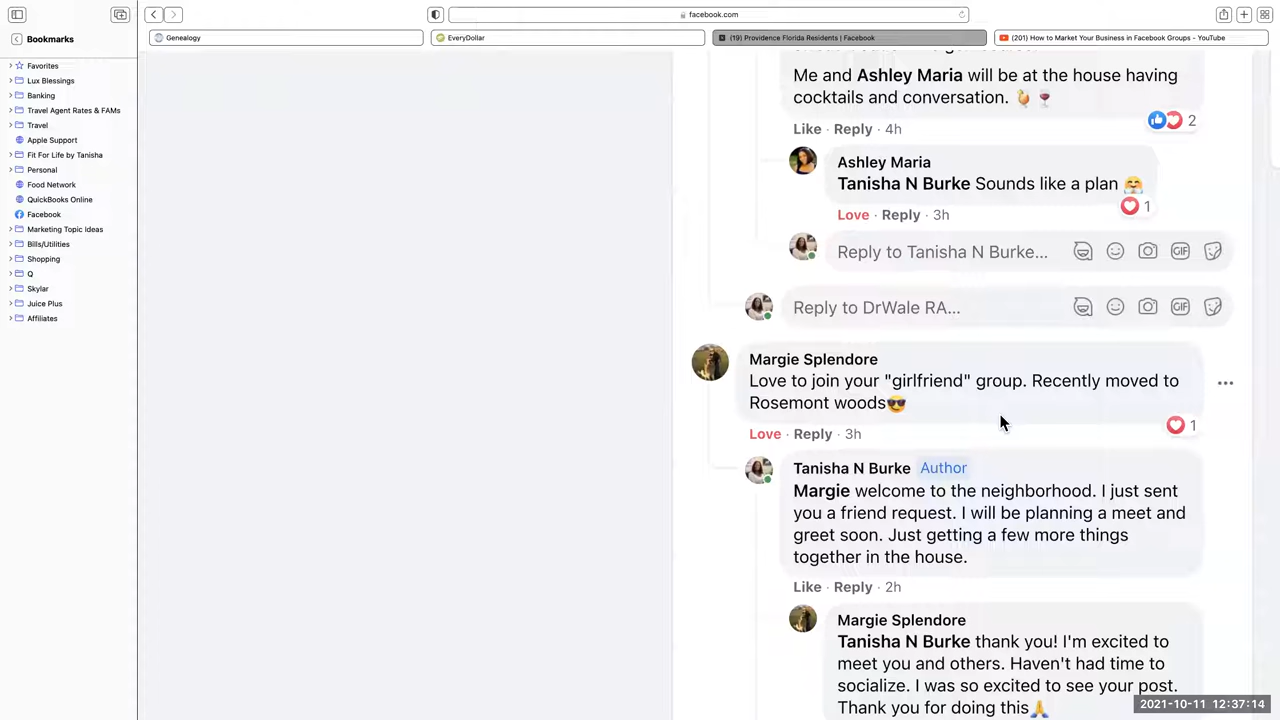 facebook.com
Bookmarks
Genealogy
EveryDollar
(19) Providence Florida Residents | Facebook
(201) How to Market Your Business in Facebook Groups - YouTube
Favorites
Lux Blessings
Banking
Travel Agent Rates & FAMs
Travel
Apple Support
Fit For Life by Tanisha
Personal
Food Network
QuickBooks Online
Facebook
Marketing Topic Ideas
Bills/Utilities
Shopping
Q
Skylar
Juice Plus
Affiliates
Me and Ashley Maria will be at the house having
cocktails and conversation. 🍹🍷
Like · Reply · 4h
2
Ashley Maria
Tanisha N Burke Sounds like a plan 🤗
Love · Reply · 3h
1
Reply to Tanisha N Burke...
GIF
Reply to DrWale RA...
GIF
Margie Splendore
Love to join your "girlfriend" group. Recently moved to
Rosemont woods😎
Love · Reply · 3h
1
Tanisha N Burke Author
Margie welcome to the neighborhood. I just sent
you a friend request. I will be planning a meet and
greet soon. Just getting a few more things
together in the house.
Like · Reply · 2h
Margie Splendore
Tanisha N Burke thank you! I'm excited to
meet you and others. Haven't had time to
socialize. I was so excited to see your post.
Thank you for doing this🙏
2021-10-11 12:37:14